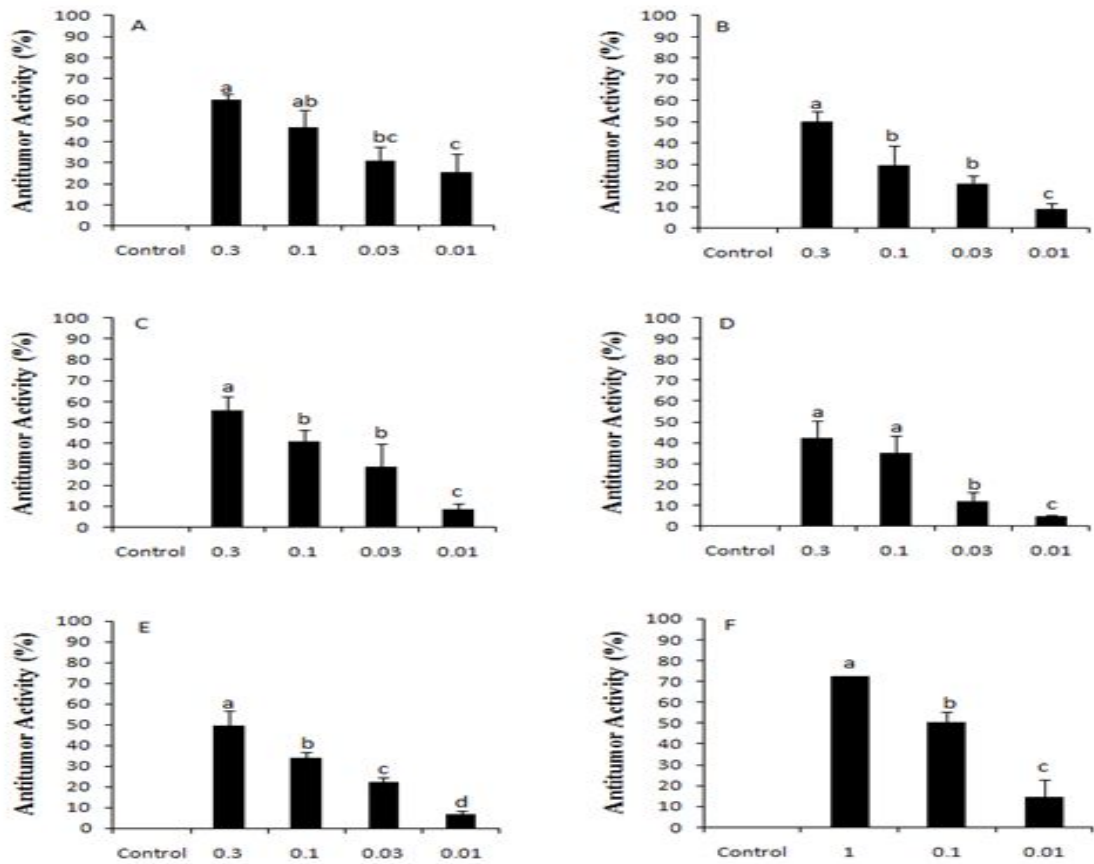 A
Antitumor Activity (%)
100
90
80
70
60
50
40
30
20
10
0
a
ab
bc
c
Control 0.3 0.1 0.03 0.01
B
Antitumor Activity (%)
100
90
80
70
60
50
40
30
20
10
0
a
b
b
c
Control 0.3 0.1 0.03 0.01
C
Antitumor Activity (%)
100
90
80
70
60
50
40
30
20
10
0
a
b
b
c
Control 0.3 0.1 0.03 0.01
D
Antitumor Activity (%)
100
90
80
70
60
50
40
30
20
10
0
a
a
b
c
Control 0.3 0.1 0.03 0.01
E
Antitumor Activity (%)
100
90
80
70
60
50
40
30
20
10
0
a
b
c
d
Control 0.3 0.1 0.03 0.01
F
Antitumor Activity (%)
100
90
80
70
60
50
40
30
20
10
0
a
b
c
Control 1 0.1 0.01